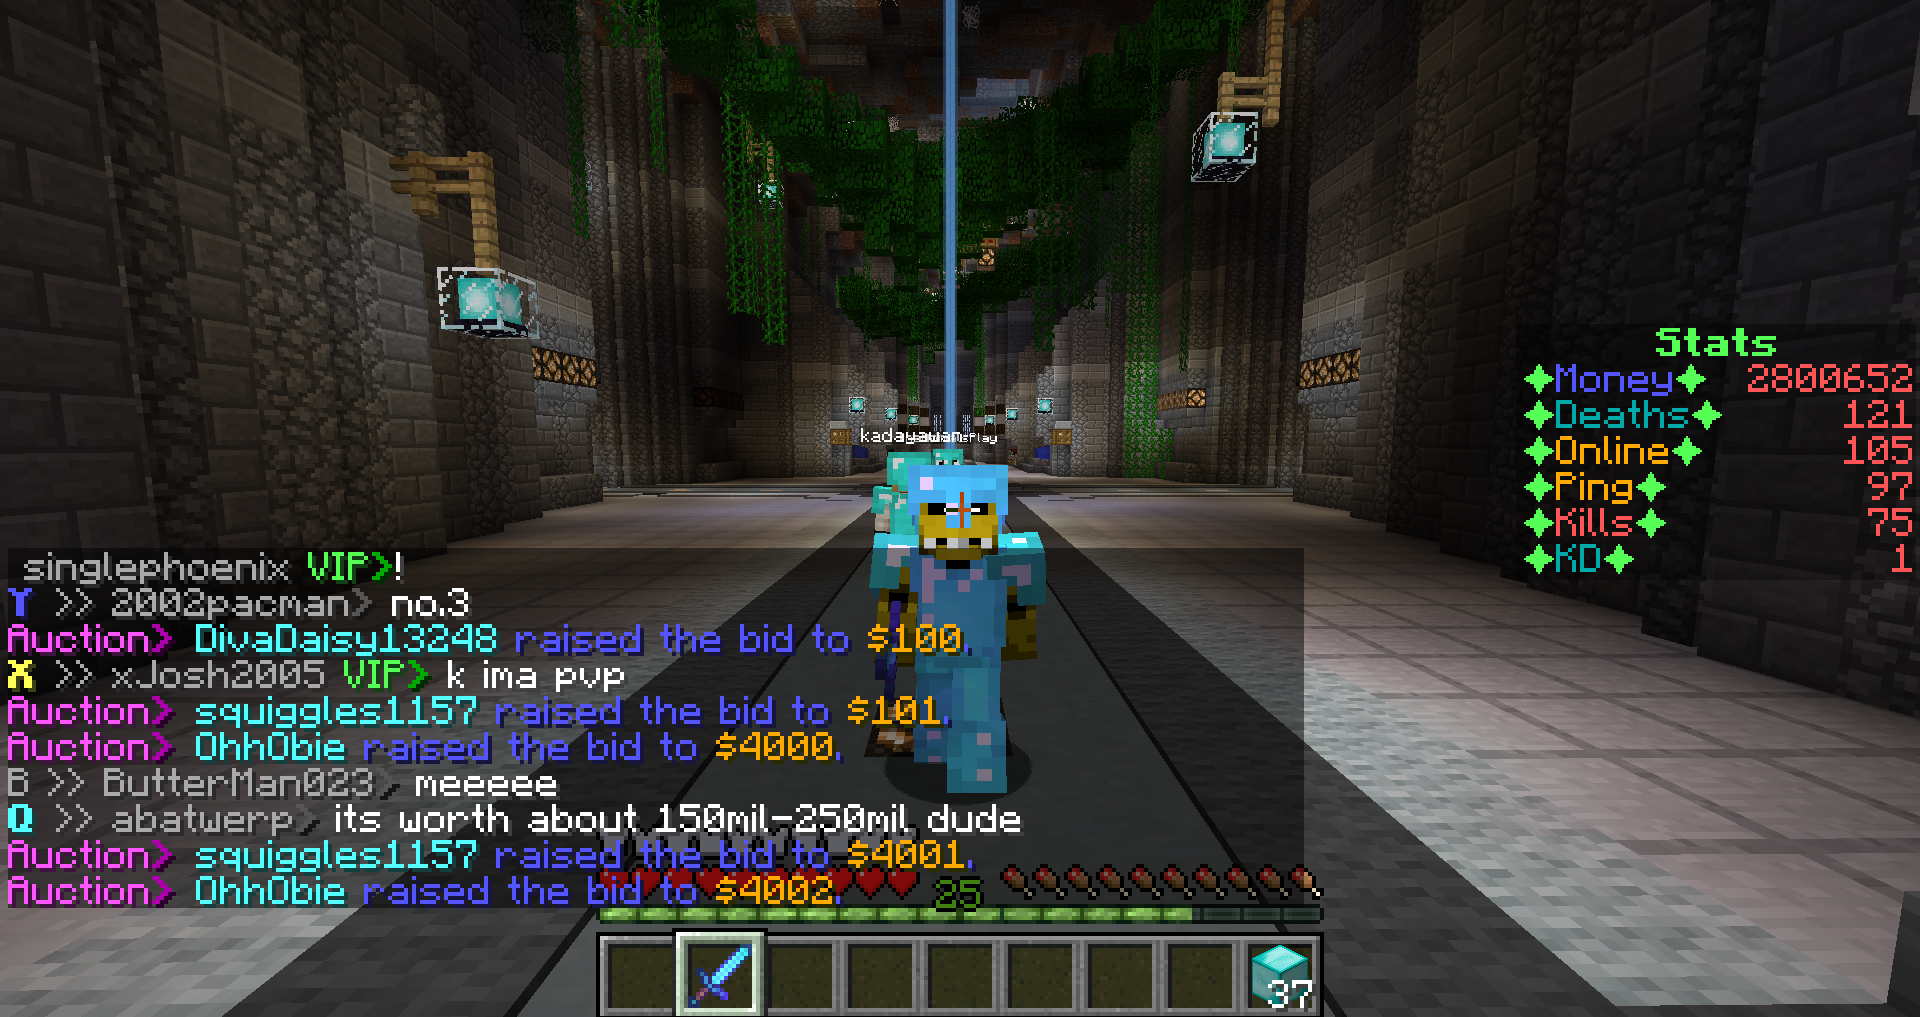 Stats
✦Money✦ 2800652
✦Deaths✦ 121
✦Online✦ 105
✦Ping✦ 97
✦Kills✦ 75
✦KD✦ 1
kadayawan
singlephoenix VIP>!
Y >> 2002pacman> no.3
Auction> DivaDaisy13248 raised the bid to $100.
X >> xJosh2005 VIP> k ima pvp
Auction> squiggles1157 raised the bid to $101.
Auction> OhhObie raised the bid to $4000.
B >> ButterMan023> meeeee
Q >> abatwerp> its worth about 150mil-250mil dude
Auction> squiggles1157 raised the bid to $4001.
Auction> OhhObie raised the bid to $4002.
25
37